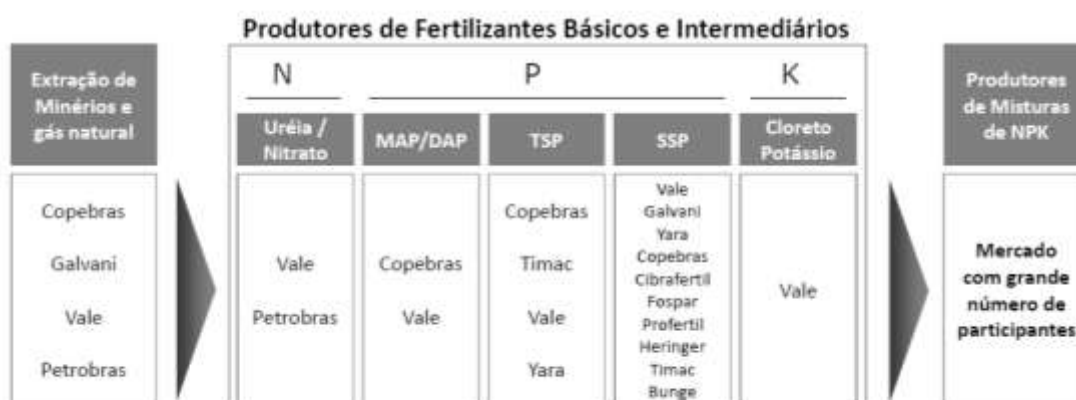 Produtores de Fertilizantes Básicos e Intermediários
Extração de
Minérios e
gás natural
N
P
K
Uréia /
Nitrato
MAP/DAP
TSP
SSP
Cloreto
Potássio
Produtores
de Misturas
de NPK
Copebras
Galvani
Vale
Petrobras
Vale
Petrobras
Copebras
Vale
Copebras
Timac
Vale
Yara
Vale
Galvani
Yara
Copebras
Cibrafertil
Fospar
Profertil
Heringer
Timac
Bunge
Vale
Mercado
com grande
número de
participantes